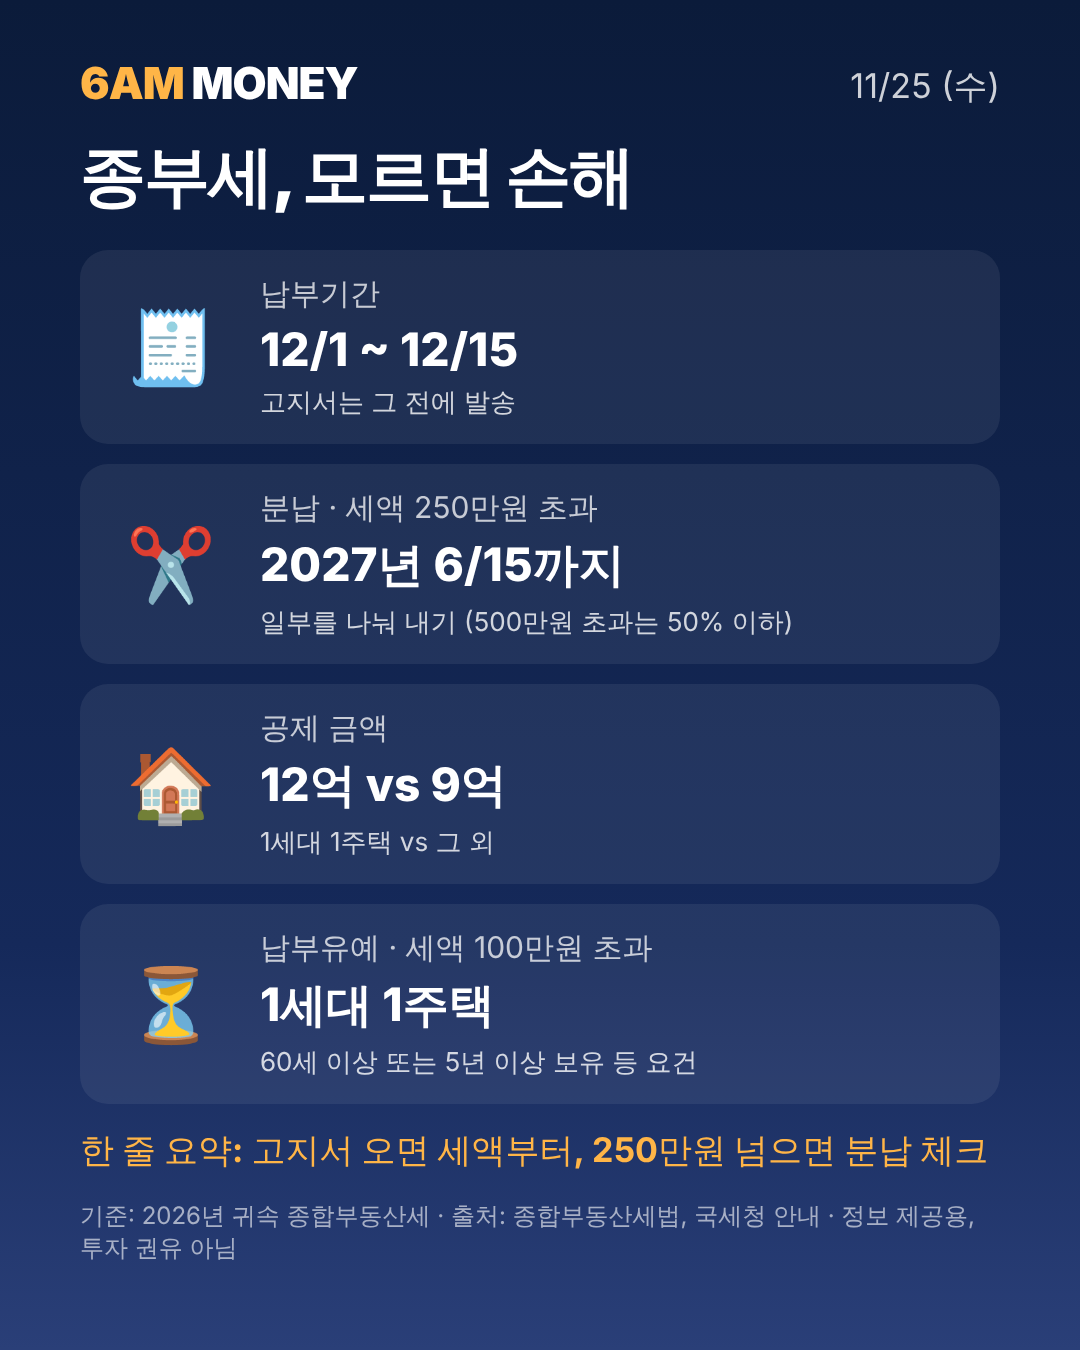 6AM MONEY
11/25 (수)
종부세, 모르면 손해
납부기간
12/1 ~ 12/15
고지서는 그 전에 발송
분납 · 세액 250만원 초과
2027년 6/15까지
일부를 나눠 내기 (500만원 초과는 50% 이하)
공제 금액
12억 vs 9억
1세대 1주택 vs 그 외
납부유예 · 세액 100만원 초과
1세대 1주택
60세 이상 또는 5년 이상 보유 등 요건
한 줄 요약: 고지서 오면 세액부터, 250만원 넘으면 분납 체크
기준: 2026년 귀속 종합부동산세 · 출처: 종합부동산세법, 국세청 안내 · 정보 제공용,
투자 권유 아님